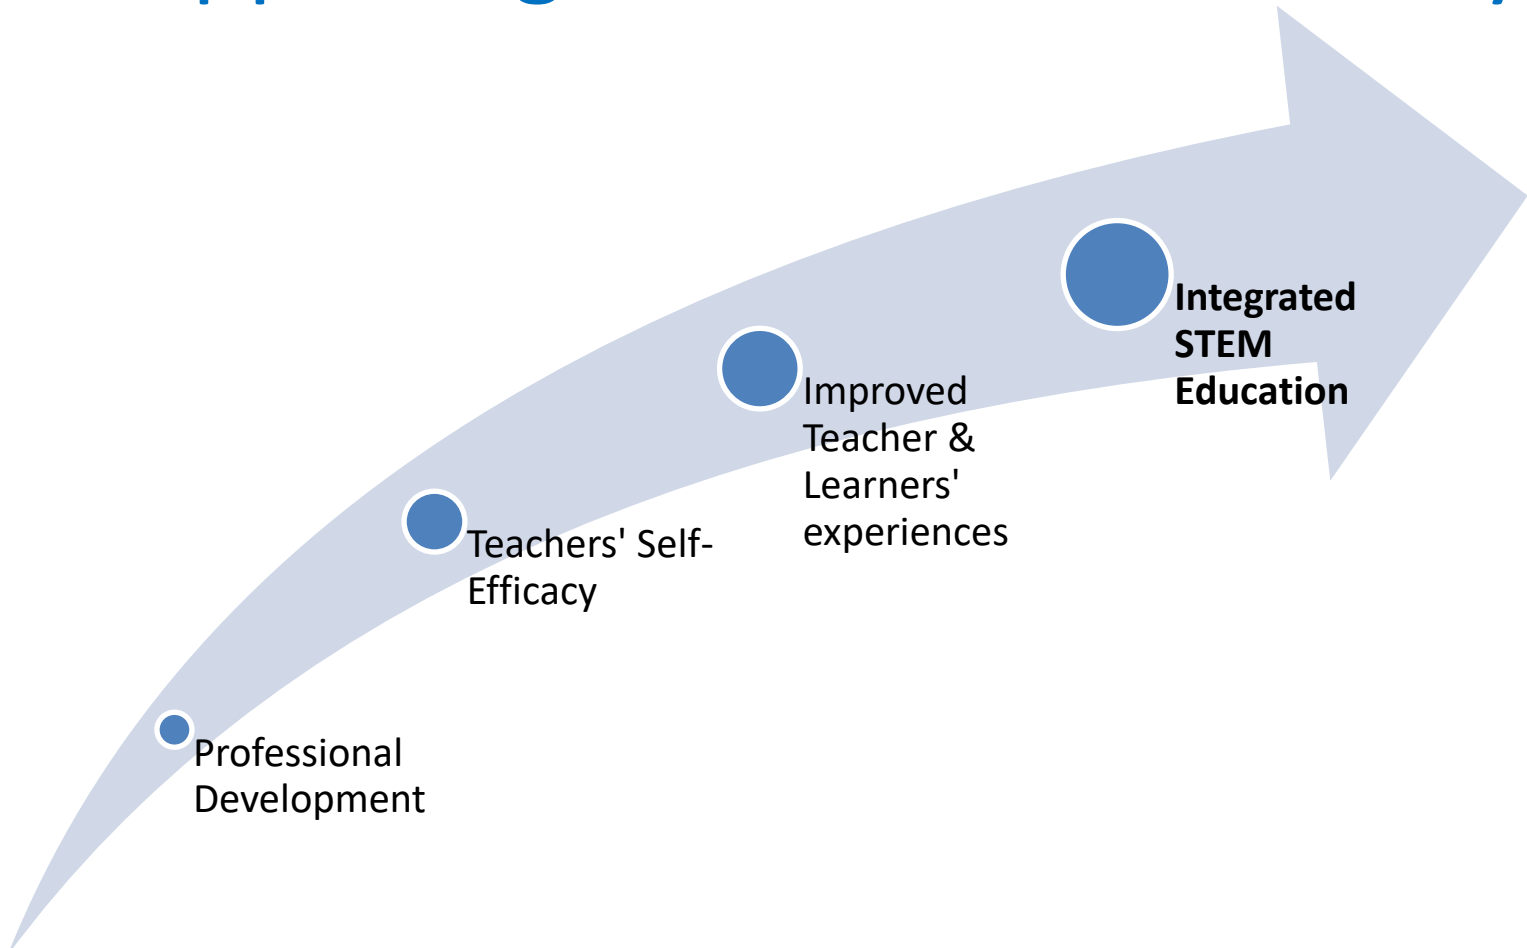 Professional
Development
Teachers' Self-
Efficacy
Improved
Teacher &
Learners'
experiences
Integrated
STEM
Education